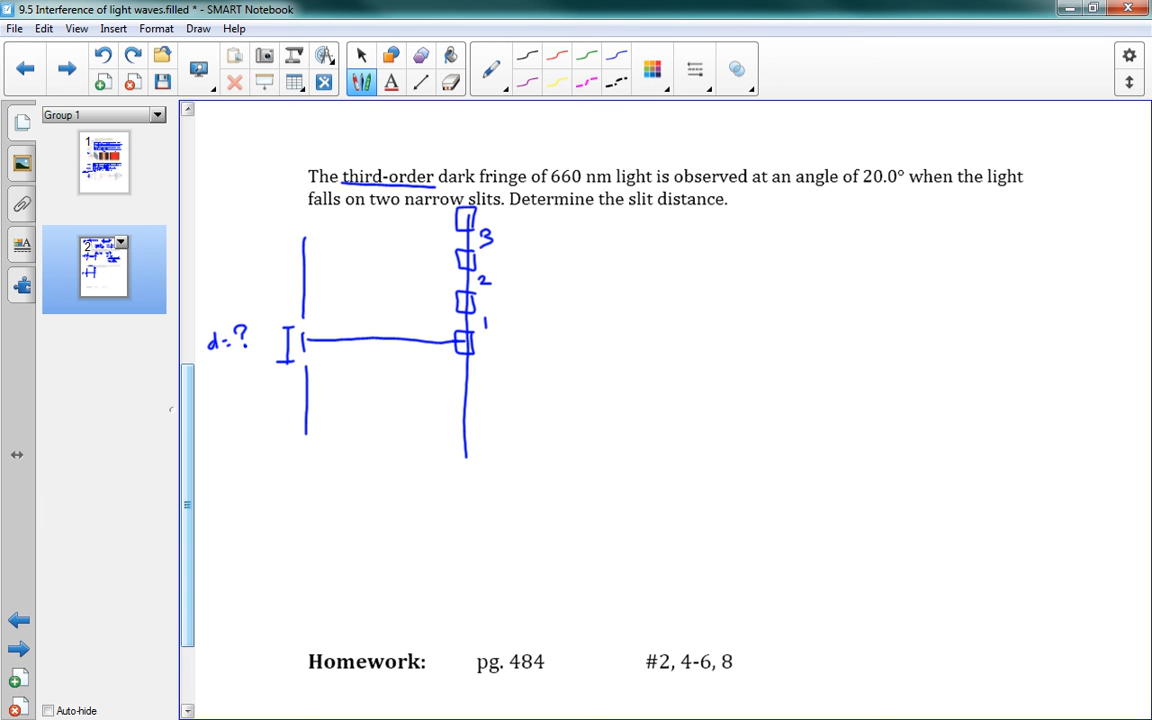 9.5 Interference of light waves.filled * - SMART Notebook
File Edit View Insert Format Draw Help
Group 1
1
2
The third-order dark fringe of 660 nm light is observed at an angle of 20.0° when the light
falls on two narrow slits. Determine the slit distance.
3
2
1
d=?
Homework: pg. 484 #2, 4-6, 8
Auto-hide